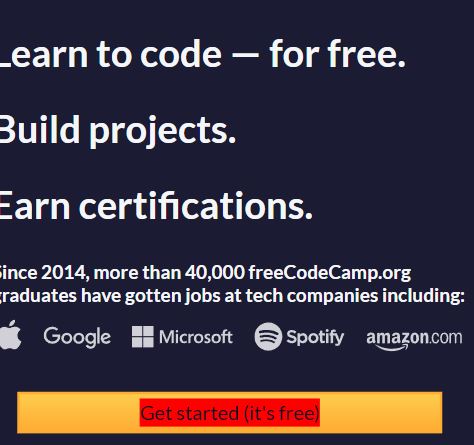 Learn to code — for free.
Build projects.
Earn certifications.
Since 2014, more than 40,000 freeCodeCamp.org
graduates have gotten jobs at tech companies including:
Google Microsoft Spotify amazon.com
Get started (it's free)